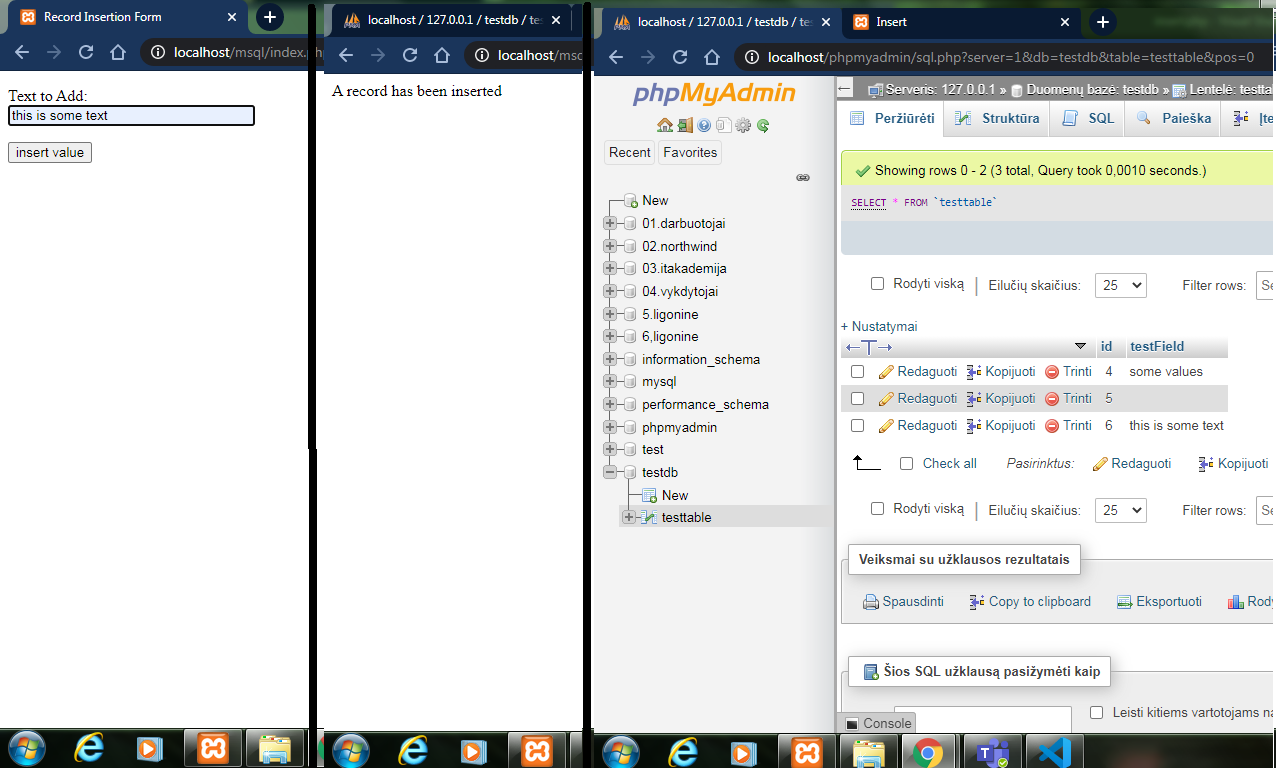 Record Insertion Form
localhost/msql/index.
Text to Add:
this is some text
insert value
localhost / 127.0.0.1 / testdb / te
localhost/msc
A record has been inserted
localhost / 127.0.0.1 / testdb / te
Insert
localhost/phpmyadmin/sql.php?server=1&db=testdb&table=testtable&pos=0
phpMyAdmin
Recent Favorites
New
01.darbuotojai
02.northwind
03.itakademija
04.vykdytojai
5.ligonine
6,ligonine
information_schema
mysql
performance_schema
phpmyadmin
test
testdb
New
testtable
Serveris: 127.0.0.1 » Duomenų bazė: testdb » Lentelė: testta
Peržiūrėti Struktūra SQL Paieška Įte
Showing rows 0 - 2 (3 total, Query took 0,0010 seconds.)
SELECT * FROM `testtable`
Rodyti viską | Eilučių skaičius: 25 Filter rows: Se
+ Nustatymai
id testField
Redaguoti Kopijuoti Trinti 4 some values
Redaguoti Kopijuoti Trinti 5
Redaguoti Kopijuoti Trinti 6 this is some text
Check all Pasirinktus: Redaguoti Kopijuoti
Rodyti viską | Eilučių skaičius: 25 Filter rows: Se
Veiksmai su užklausos rezultatais
Spausdinti Copy to clipboard Eksportuoti Rody
Šios SQL užklausą pasižymėti kaip
Console
Leisti kitiems vartotojams na